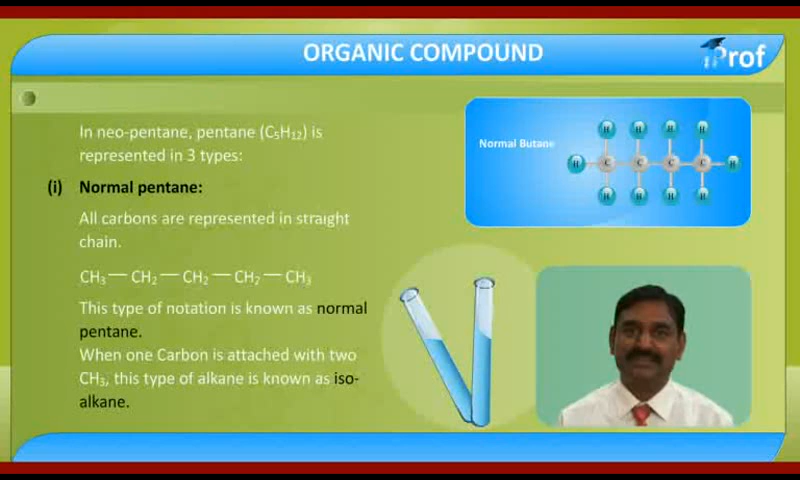 ORGANIC COMPOUND
iProf
In neo-pentane, pentane (C₅H₁₂) is
represented in 3 types:
(i) Normal pentane:
All carbons are represented in straight
chain.
CH₃ — CH₂ — CH₂ — CH₂ — CH₃
This type of notation is known as normal
pentane.
When one Carbon is attached with two
CH₃, this type of alkane is known as iso-
alkane.
Normal Butane
H H H H
H C C C C H
H H H H